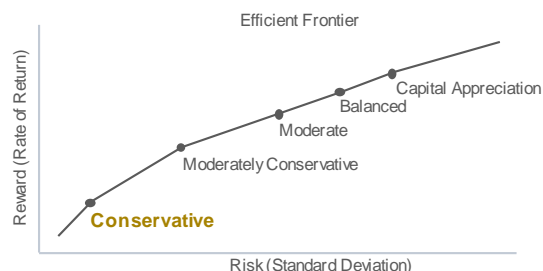 Efficient Frontier
Reward (Rate of Return)
Capital Appreciation
Balanced
Moderate
Moderately Conservative
Conservative
Risk (Standard Deviation)